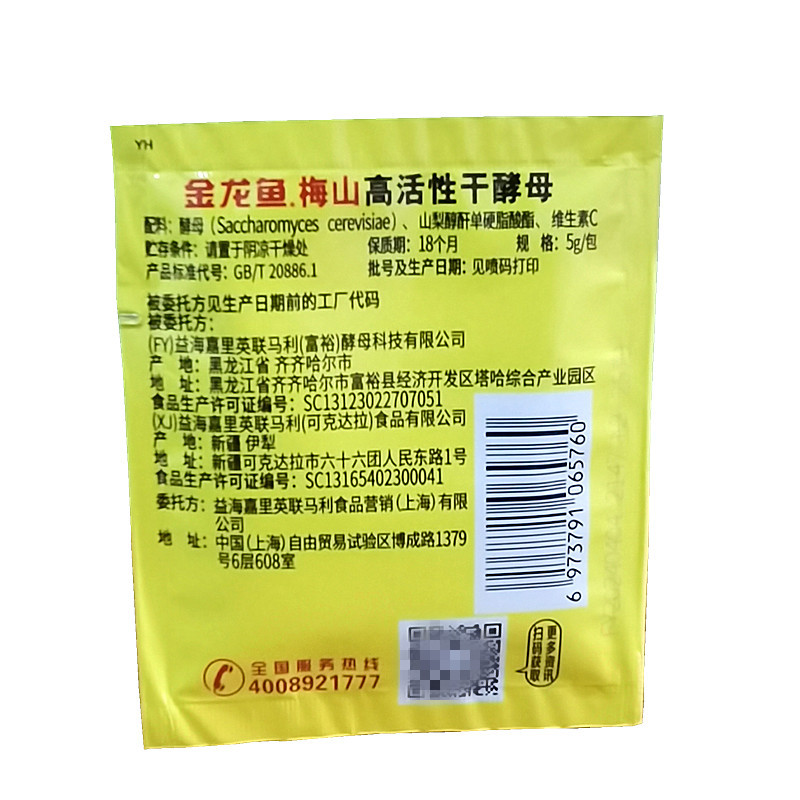 YH
金龙鱼.梅山高活性干酵母
配料：酵母（Saccharomyces cerevisiae）、山梨醇酐单硬脂酸酯、维生素C
贮存条件：请置于阴凉干燥处 保质期：18个月 规 格：5g/包
产品标准代号：GB/T 20886.1 批号及生产日期：见喷码打印
被委托方见生产日期前的工厂代码
被委托方：
(FY)益海嘉里英联马利(富裕)酵母科技有限公司
产 地：黑龙江省 齐齐哈尔市
地 址：黑龙江省齐齐哈尔市富裕县经济开发区塔哈综合产业园区
食品生产许可证编号：SC13123022707051
(XJ)益海嘉里英联马利(可克达拉)食品有限公司
产 地：新疆 伊犁
地 址：新疆可克达拉市六十六团人民东路1号
食品生产许可证编号：SC13165402300041
委托方：益海嘉里英联马利食品营销(上海)有限
公司
地 址：中国(上海)自由贸易试验区博成路1379
号6层608室
6 973791 065760
全国服务热线
4008921777
更多资讯
扫码获取